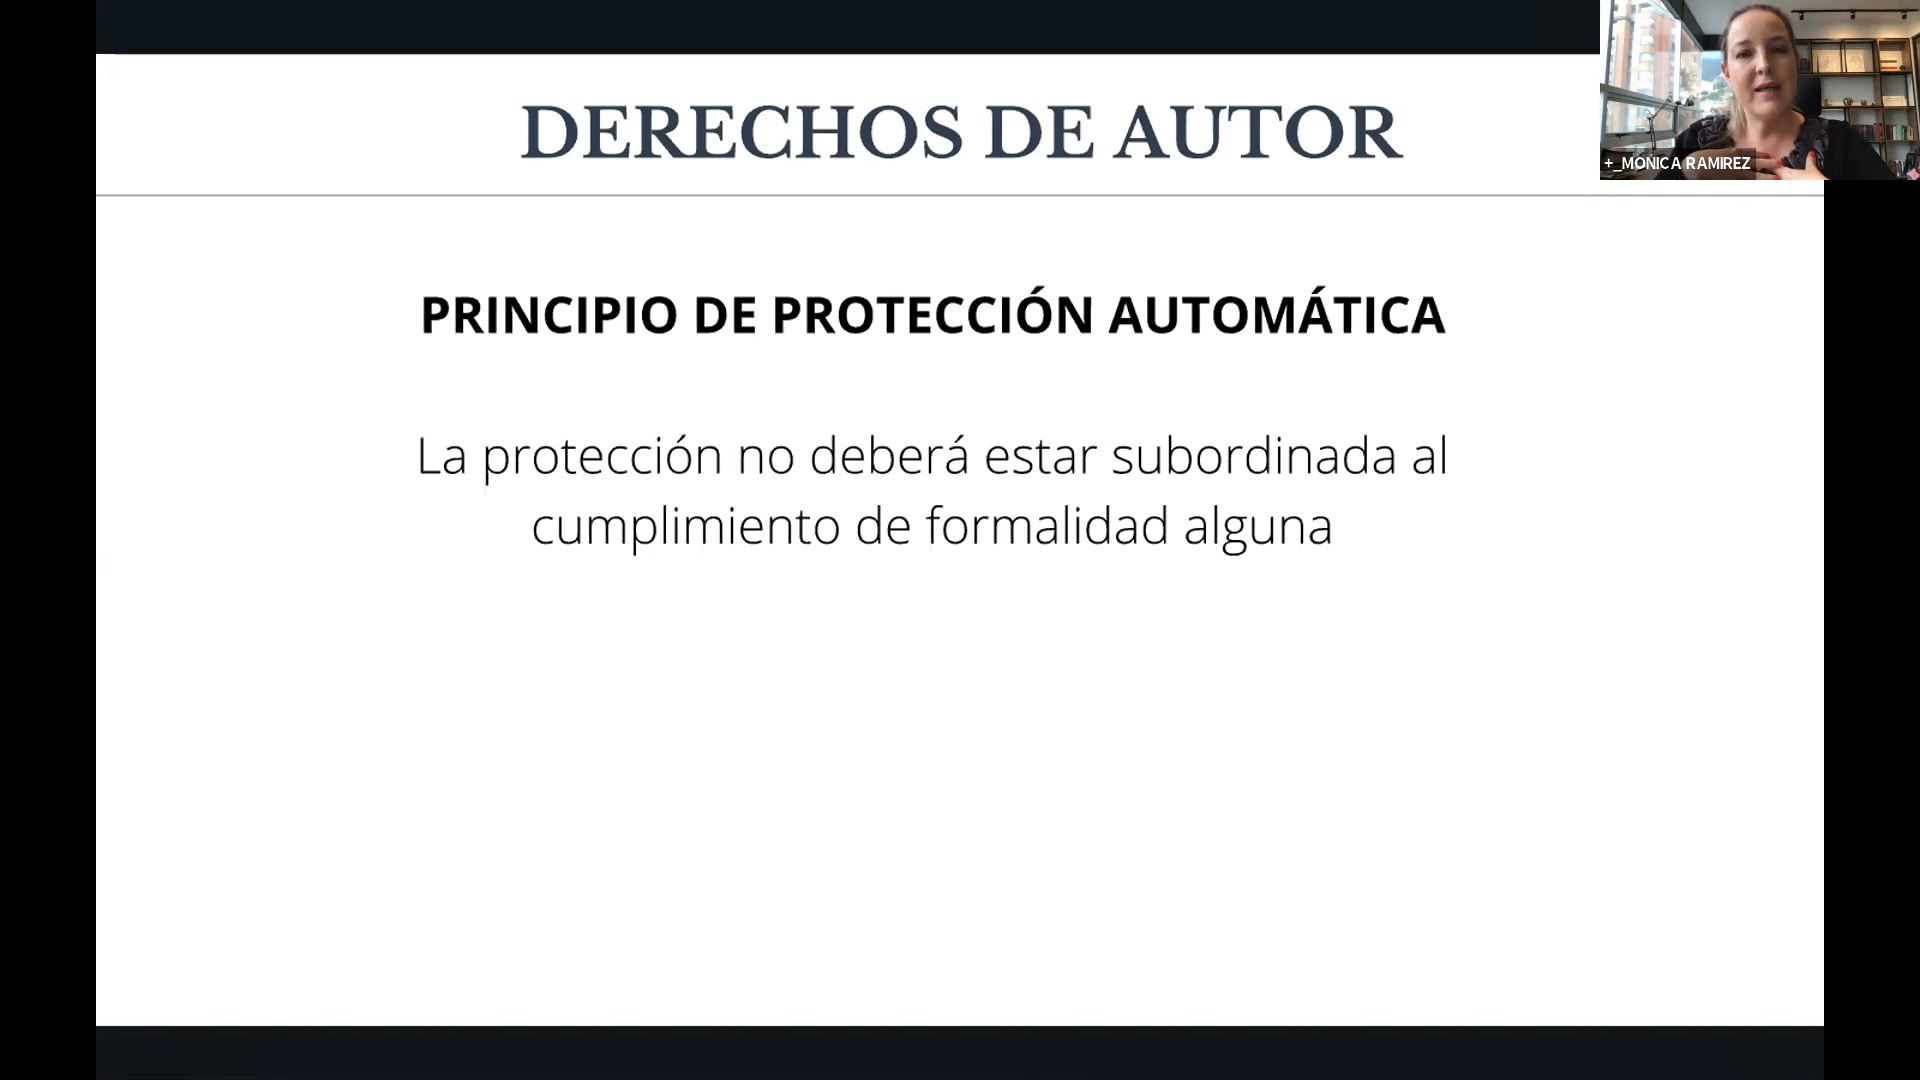 DERECHOS DE AUTOR
+_MONICA RAMIREZ
PRINCIPIO DE PROTECCIÓN AUTOMÁTICA
La protección no deberá estar subordinada al
cumplimiento de formalidad alguna